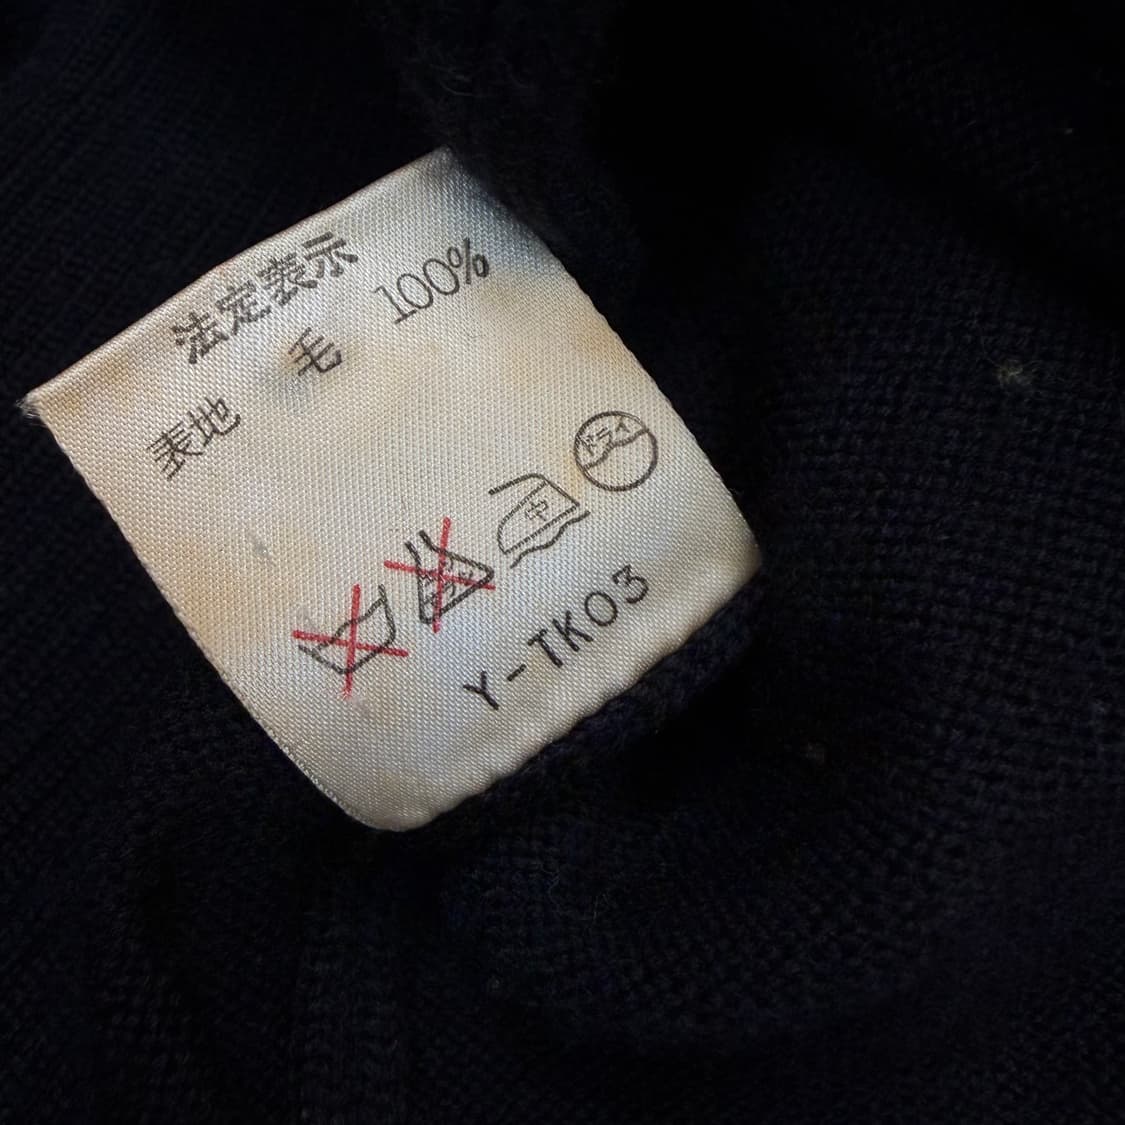 法定表示
表地 毛 100%
中 ドライ
Y-TK03